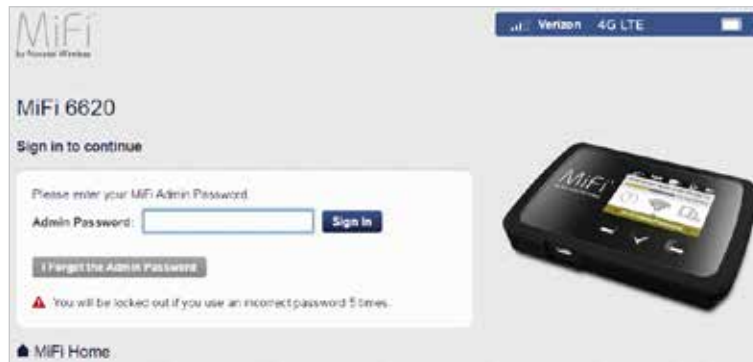 MiFi
by Novatel Wireless
Verizon 4G LTE
MiFi 6620
Sign in to continue
Please enter your MiFi Admin Password.
Admin Password:
Sign In
I Forgot the Admin Password
You will be locked out if you use an incorrect password 5 times.
MiFi Home
MiFi